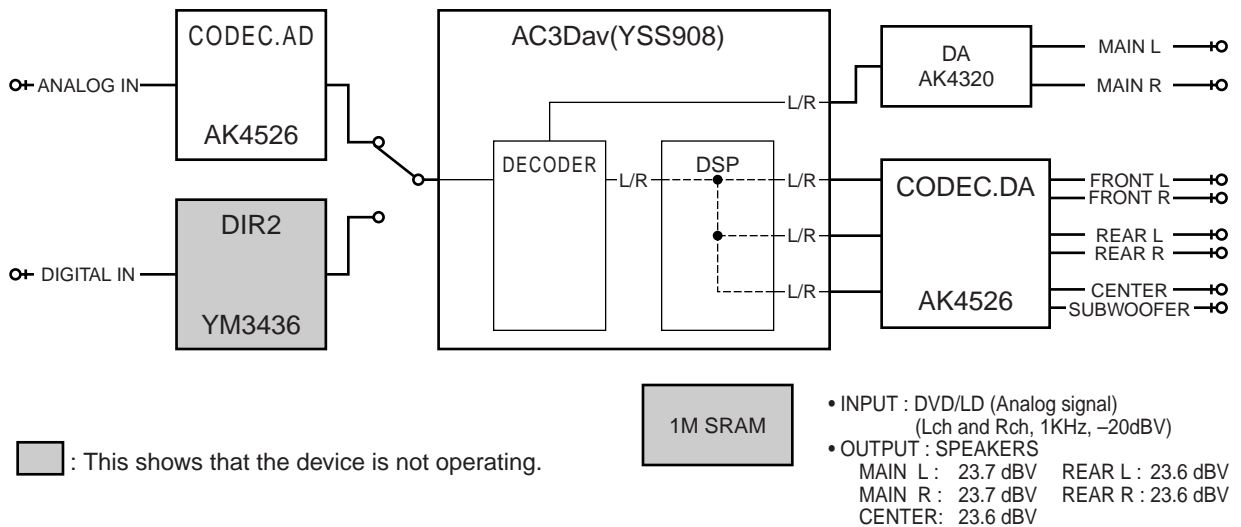 CODEC.AD
AK4526
ANALOG IN
DIR2
YM3436
DIGITAL IN
AC3Dav(YSS908)
DECODER
L/R
DSP
L/R
L/R
L/R
L/R
DA
AK4320
MAIN L
MAIN R
CODEC.DA
AK4526
FRONT L
FRONT R
REAR L
REAR R
CENTER
SUBWOOFER
1M SRAM
: This shows that the device is not operating.
• INPUT : DVD/LD (Analog signal)
(Lch and Rch, 1KHz, –20dBV)
• OUTPUT : SPEAKERS
MAIN L : 23.7 dBV REAR L : 23.6 dBV
MAIN R : 23.7 dBV REAR R : 23.6 dBV
CENTER: 23.6 dBV